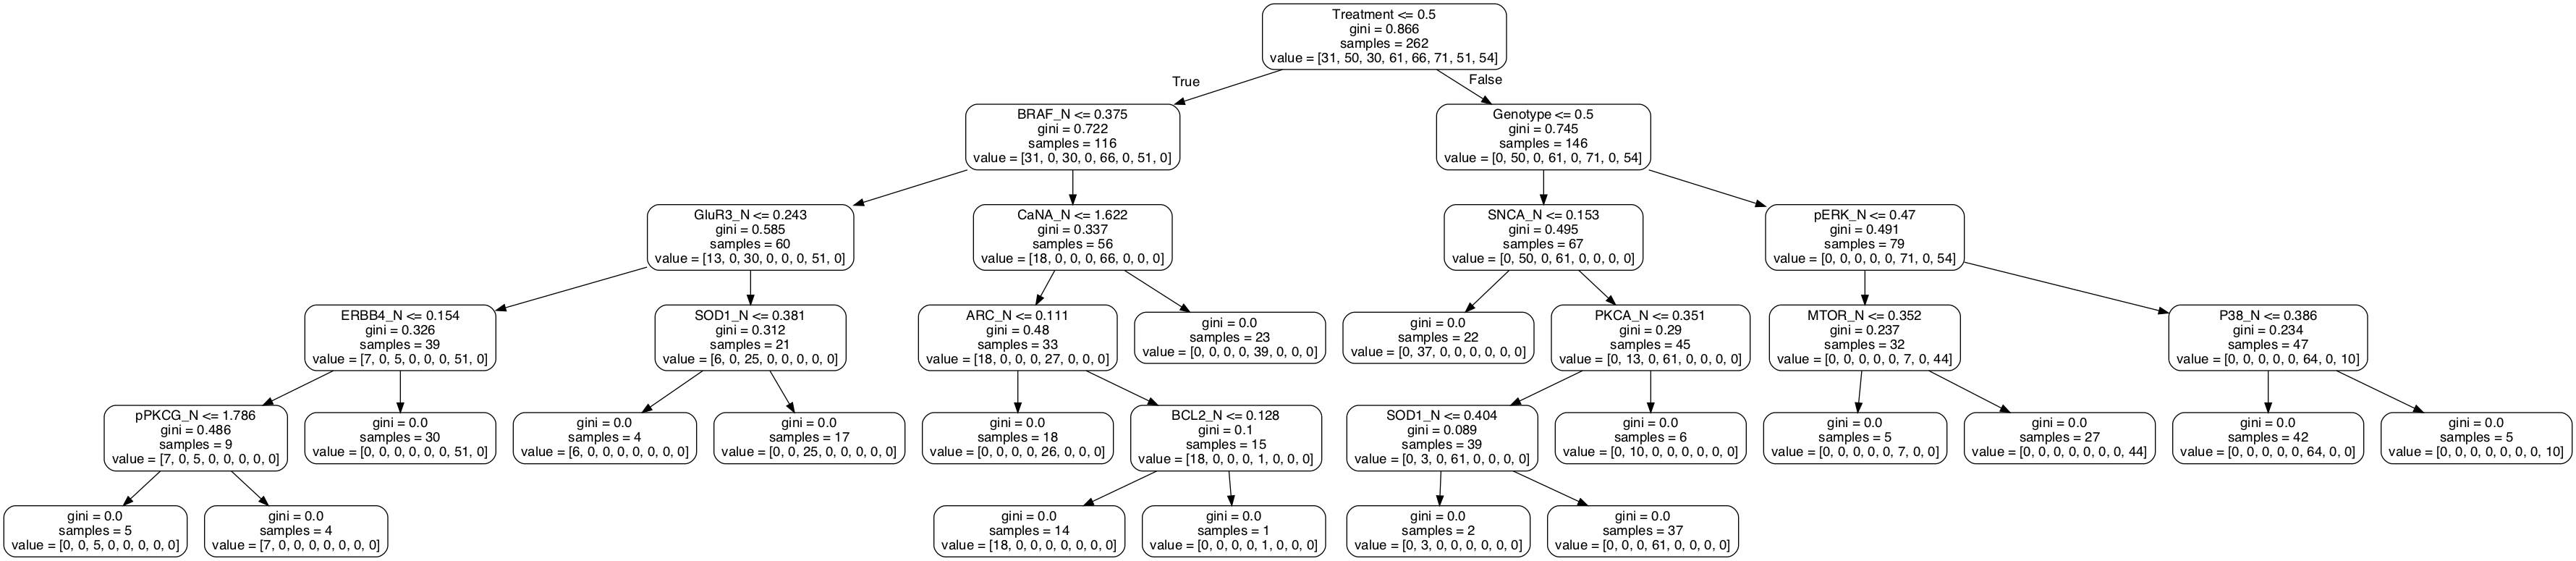 Treatment <= 0.5
gini = 0.866
samples = 262
value = [31, 50, 30, 61, 66, 71, 51, 54]
True
False
BRAF_N <= 0.375
gini = 0.722
samples = 116
value = [31, 0, 30, 0, 66, 0, 51, 0]
Genotype <= 0.5
gini = 0.745
samples = 146
value = [0, 50, 0, 61, 0, 71, 0, 54]
GluR3_N <= 0.243
gini = 0.585
samples = 60
value = [13, 0, 30, 0, 0, 0, 51, 0]
CaNA_N <= 1.622
gini = 0.337
samples = 56
value = [18, 0, 0, 0, 66, 0, 0, 0]
SNCA_N <= 0.153
gini = 0.495
samples = 67
value = [0, 50, 0, 61, 0, 0, 0, 0]
pERK_N <= 0.47
gini = 0.491
samples = 79
value = [0, 0, 0, 0, 0, 71, 0, 54]
ERBB4_N <= 0.154
gini = 0.326
samples = 39
value = [7, 0, 5, 0, 0, 0, 51, 0]
SOD1_N <= 0.381
gini = 0.312
samples = 21
value = [6, 0, 25, 0, 0, 0, 0, 0]
ARC_N <= 0.111
gini = 0.48
samples = 33
value = [18, 0, 0, 0, 27, 0, 0, 0]
gini = 0.0
samples = 23
value = [0, 0, 0, 0, 39, 0, 0, 0]
gini = 0.0
samples = 22
value = [0, 37, 0, 0, 0, 0, 0, 0]
PKCA_N <= 0.351
gini = 0.29
samples = 45
value = [0, 13, 0, 61, 0, 0, 0, 0]
MTOR_N <= 0.352
gini = 0.237
samples = 32
value = [0, 0, 0, 0, 0, 7, 0, 44]
P38_N <= 0.386
gini = 0.234
samples = 47
value = [0, 0, 0, 0, 0, 64, 0, 10]
pPKCG_N <= 1.786
gini = 0.486
samples = 9
value = [7, 0, 5, 0, 0, 0, 0, 0]
gini = 0.0
samples = 30
value = [0, 0, 0, 0, 0, 0, 51, 0]
gini = 0.0
samples = 4
value = [6, 0, 0, 0, 0, 0, 0, 0]
gini = 0.0
samples = 17
value = [0, 0, 25, 0, 0, 0, 0, 0]
gini = 0.0
samples = 18
value = [0, 0, 0, 0, 26, 0, 0, 0]
BCL2_N <= 0.128
gini = 0.1
samples = 15
value = [18, 0, 0, 0, 1, 0, 0, 0]
SOD1_N <= 0.404
gini = 0.089
samples = 39
value = [0, 3, 0, 61, 0, 0, 0, 0]
gini = 0.0
samples = 6
value = [0, 10, 0, 0, 0, 0, 0, 0]
gini = 0.0
samples = 5
value = [0, 0, 0, 0, 0, 7, 0, 0]
gini = 0.0
samples = 27
value = [0, 0, 0, 0, 0, 0, 0, 44]
gini = 0.0
samples = 42
value = [0, 0, 0, 0, 0, 64, 0, 0]
gini = 0.0
samples = 5
value = [0, 0, 0, 0, 0, 0, 0, 10]
gini = 0.0
samples = 5
value = [0, 0, 5, 0, 0, 0, 0, 0]
gini = 0.0
samples = 4
value = [7, 0, 0, 0, 0, 0, 0, 0]
gini = 0.0
samples = 14
value = [18, 0, 0, 0, 0, 0, 0, 0]
gini = 0.0
samples = 1
value = [0, 0, 0, 0, 1, 0, 0, 0]
gini = 0.0
samples = 2
value = [0, 3, 0, 0, 0, 0, 0, 0]
gini = 0.0
samples = 37
value = [0, 0, 0, 61, 0, 0, 0, 0]